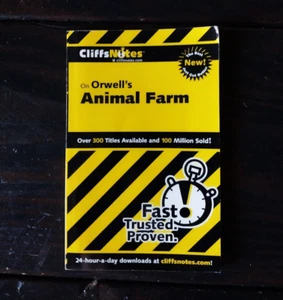 CliffsNotes™
cliffsnotes.com
New!
On Orwell's
Animal Farm
Over 300 Titles Available and 100 Million Sold!
Fast.
Trusted.
Proven.
24-hour-a-day downloads at cliffsnotes.com!